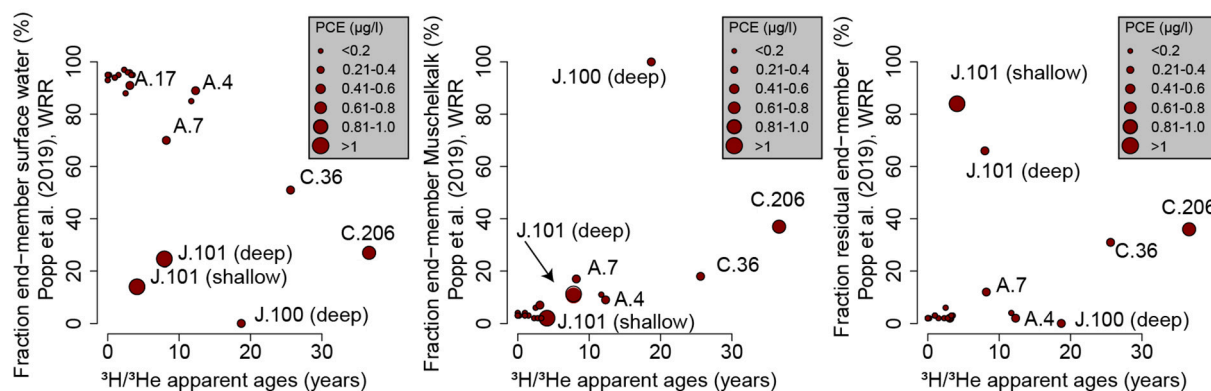 Fraction end−member surface water (%)
Popp et al. (2019), WRR
100
80
60
40
20
0
0
10
20
30
³H/³He apparent ages (years)
PCE (µg/l)
<0.2
0.21-0.4
0.41-0.6
0.61-0.8
0.81-1.0
>1
A.17
A.4
A.7
C.36
C.206
J.101 (deep)
J.101 (shallow)
J.100 (deep)
Fraction end−member Muschelkalk (%)
Popp et al. (2019), WRR
100
80
60
40
20
0
0
10
20
30
³H/³He apparent ages (years)
PCE (µg/l)
<0.2
0.21-0.4
0.41-0.6
0.61-0.8
0.81-1.0
>1
J.100 (deep)
C.206
J.101
(deep)
A.7
C.36
A.4
J.101 (shallow)
Fraction residual end−member (%)
Popp et al. (2019), WRR
100
80
60
40
20
0
0
10
20
30
³H/³He apparent ages (years)
PCE (µg/l)
<0.2
0.21-0.4
0.41-0.6
0.61-0.8
0.81-1.0
>1
J.101
(shallow)
J.101 (deep)
C.206
C.36
A.7
A.4
J.100 (deep)